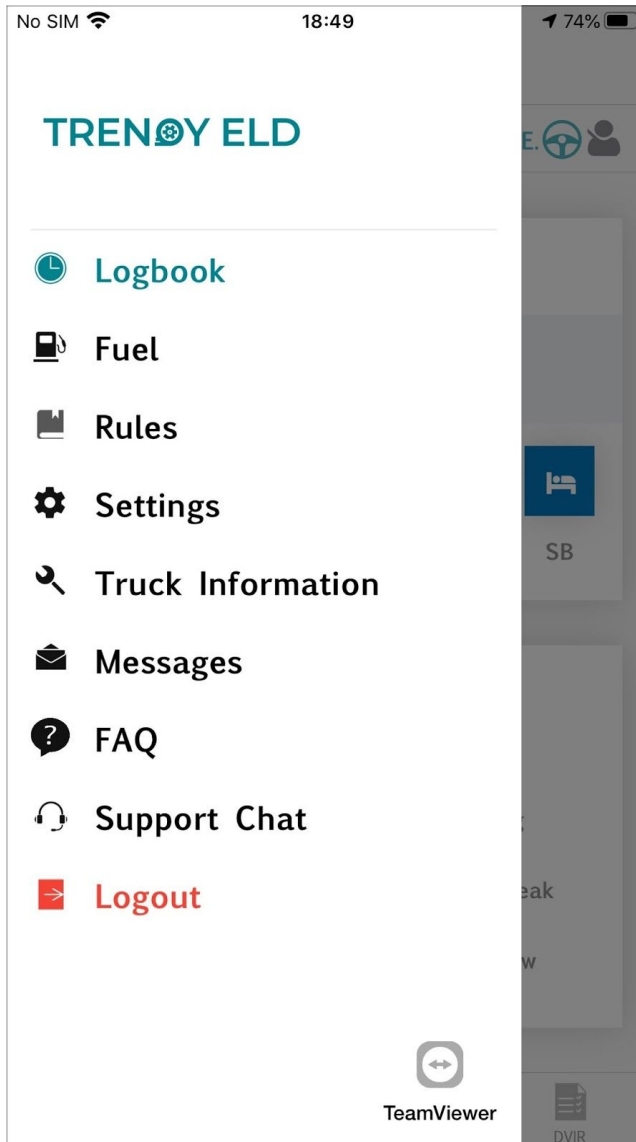 No SIM 18:49 74%
TRENDY ELD
E.
Logbook
Fuel
Rules
Settings
SB
Truck Information
Messages
FAQ
Support Chat
eak
Logout
w
TeamViewer
DVIR